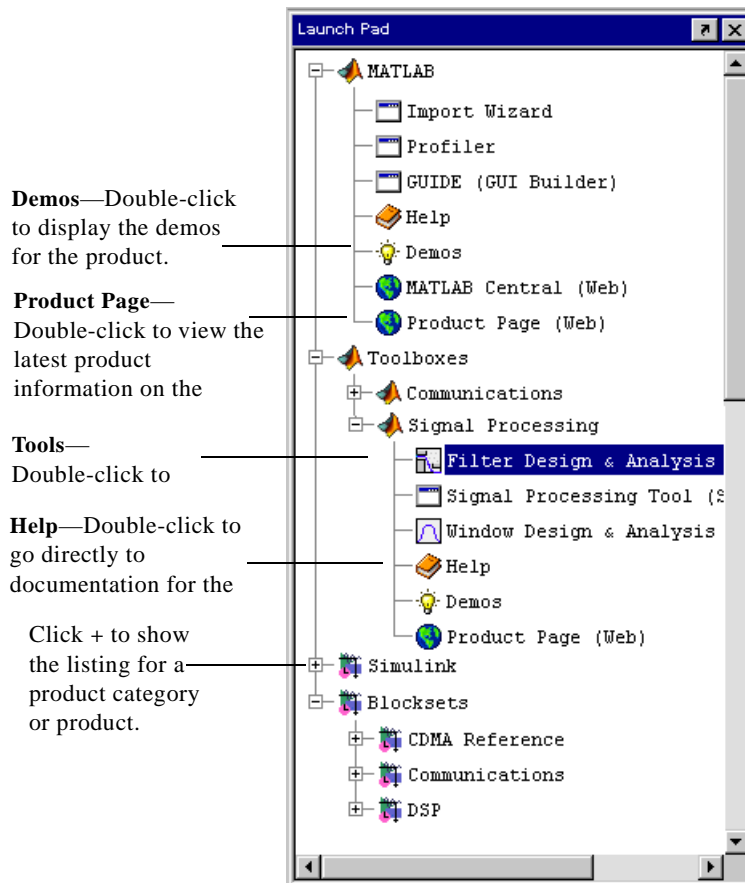 Launch Pad
MATLAB
Import Wizard
Profiler
GUIDE (GUI Builder)
Help
Demos
MATLAB Central (Web)
Product Page (Web)
Toolboxes
Communications
Signal Processing
Filter Design & Analysis
Signal Processing Tool (S
Window Design & Analysis
Help
Demos
Product Page (Web)
Simulink
Blocksets
CDMA Reference
Communications
DSP
Demos—Double-click
to display the demos
for the product.
Product Page—
Double-click to view the
latest product
information on the
Tools—
Double-click to
Help—Double-click to
go directly to
documentation for the
Click + to show
the listing for a
product category
or product.